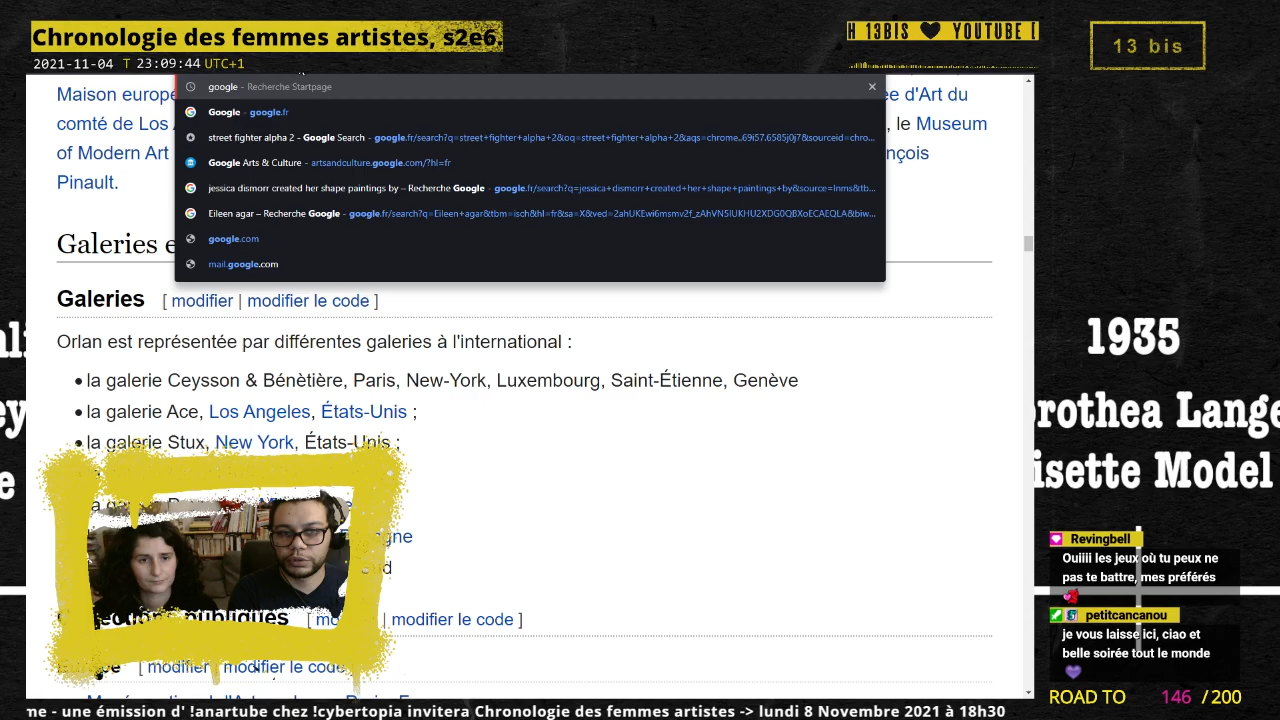 Chronologie des femmes artistes, s2e6.
H 13BIS YOUTUBE [
13 bis
2021-11-04 T 23:09:44 UTC+1
google - Recherche Startpage
Google - google.fr
street fighter alpha 2 - Google Search - google.fr/search?q=street+fighter+alpha+2&oq=street+fighter+alpha+2&aqs=chrome..69i57.6585j0j7&sourceid=chro...
Google Arts & Culture - artsandculture.google.com/?hl=fr
jessica dismorr created her shape paintings by – Recherche Google - google.fr/search?q=jessica+dismorr+created+her+shape+paintings+by&source=lnms&tb...
Eileen agar – Recherche Google - google.fr/search?q=Eileen+agar&tbm=isch&hl=fr&sa=X&ved=2ahUKEwi6msmv2f_zAhVN5IUKHU2XDG0QBXoECAEQLA&biw...
google.com
mail.google.com
Maison europé
e d'Art du
comté de Los
, le Museum
of Modern Art
nçois
Pinault.
Galeries e
Galeries [ modifier | modifier le code ]
Orlan est représentée par différentes galeries à l'international :
la galerie Ceysson & Bénètière, Paris, New-York, Luxembourg, Saint-Étienne, Genève
la galerie Ace, Los Angeles, États-Unis ;
la galerie Stux, New York, États-Unis ;
gne
d
ections publiques [ mo | modifier le code ]
e [ modifier | modifier le code
1935
orothea Lange
isette Model
ey
e
Revingbell
Ouiiii les jeux où tu peux ne
pas te battre, mes préférés
petitcancanou
je vous laisse ici, ciao et
belle soirée tout le monde
ROAD TO 146 / 200
me - une émission d' !anartube chez !cybertopia invitera Chronologie des femmes artistes -> lundi 8 Novembre 2021 à 18h30